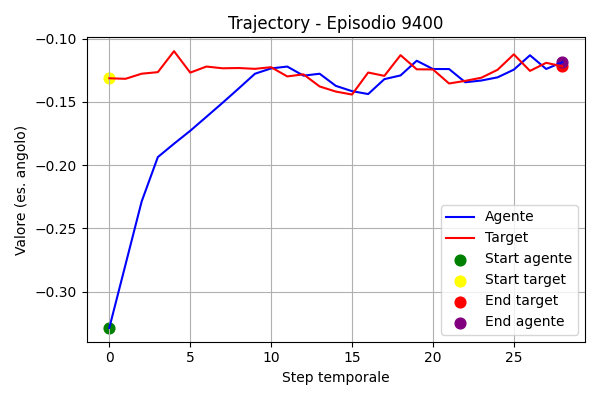 Trajectory - Episodio 9400
Valore (es. angolo)
−0.10
−0.15
−0.20
−0.25
−0.30
0
5
10
15
20
25
Step temporale
Agente
Target
Start agente
Start target
End target
End agente